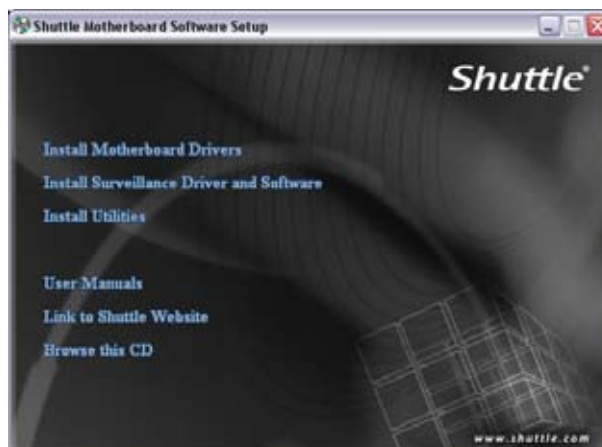 Shuttle Motherboard Software Setup
Shuttle®
Install Motherboard Drivers
Install Surveillance Driver and Software
Install Utilities
User Manuals
Link to Shuttle Website
Browse this CD
www.shuttle.com